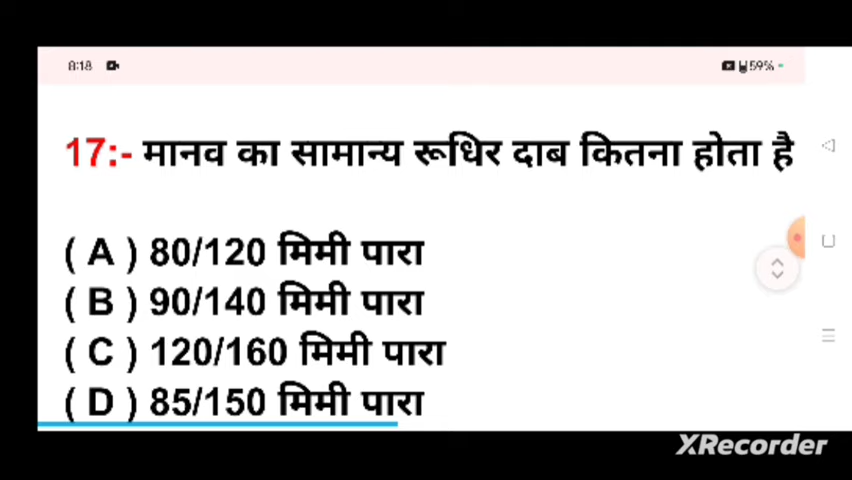 8:18
59%
17:- मानव का सामान्य रूधिर दाब कितना होता है
( A ) 80/120 मिमी पारा
( B ) 90/140 मिमी पारा
( C ) 120/160 मिमी पारा
( D ) 85/150 मिमी पारा
XRecorder